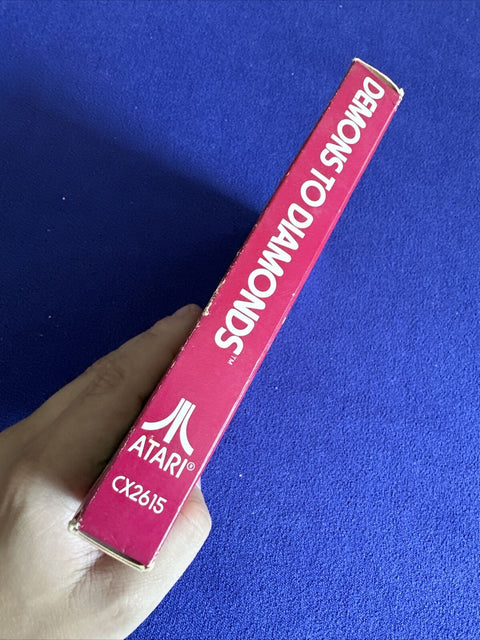 DEMONS TO DIAMONDS™
ATARI®
CX2615